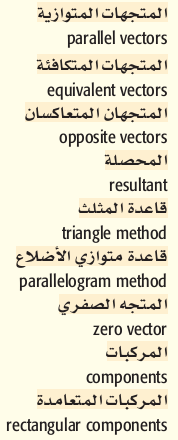 المتجهات المتوازية
parallel vectors
المتجهات المتكافئة
equivalent vectors
المتجهان المتعاكسان
opposite vectors
المحصلة
resultant
قاعدة المثلث
triangle method
قاعدة متوازي الأضلاع
parallelogram method
المتجه الصفري
zero vector
المركبات
components
المركبات المتعامدة
rectangular components